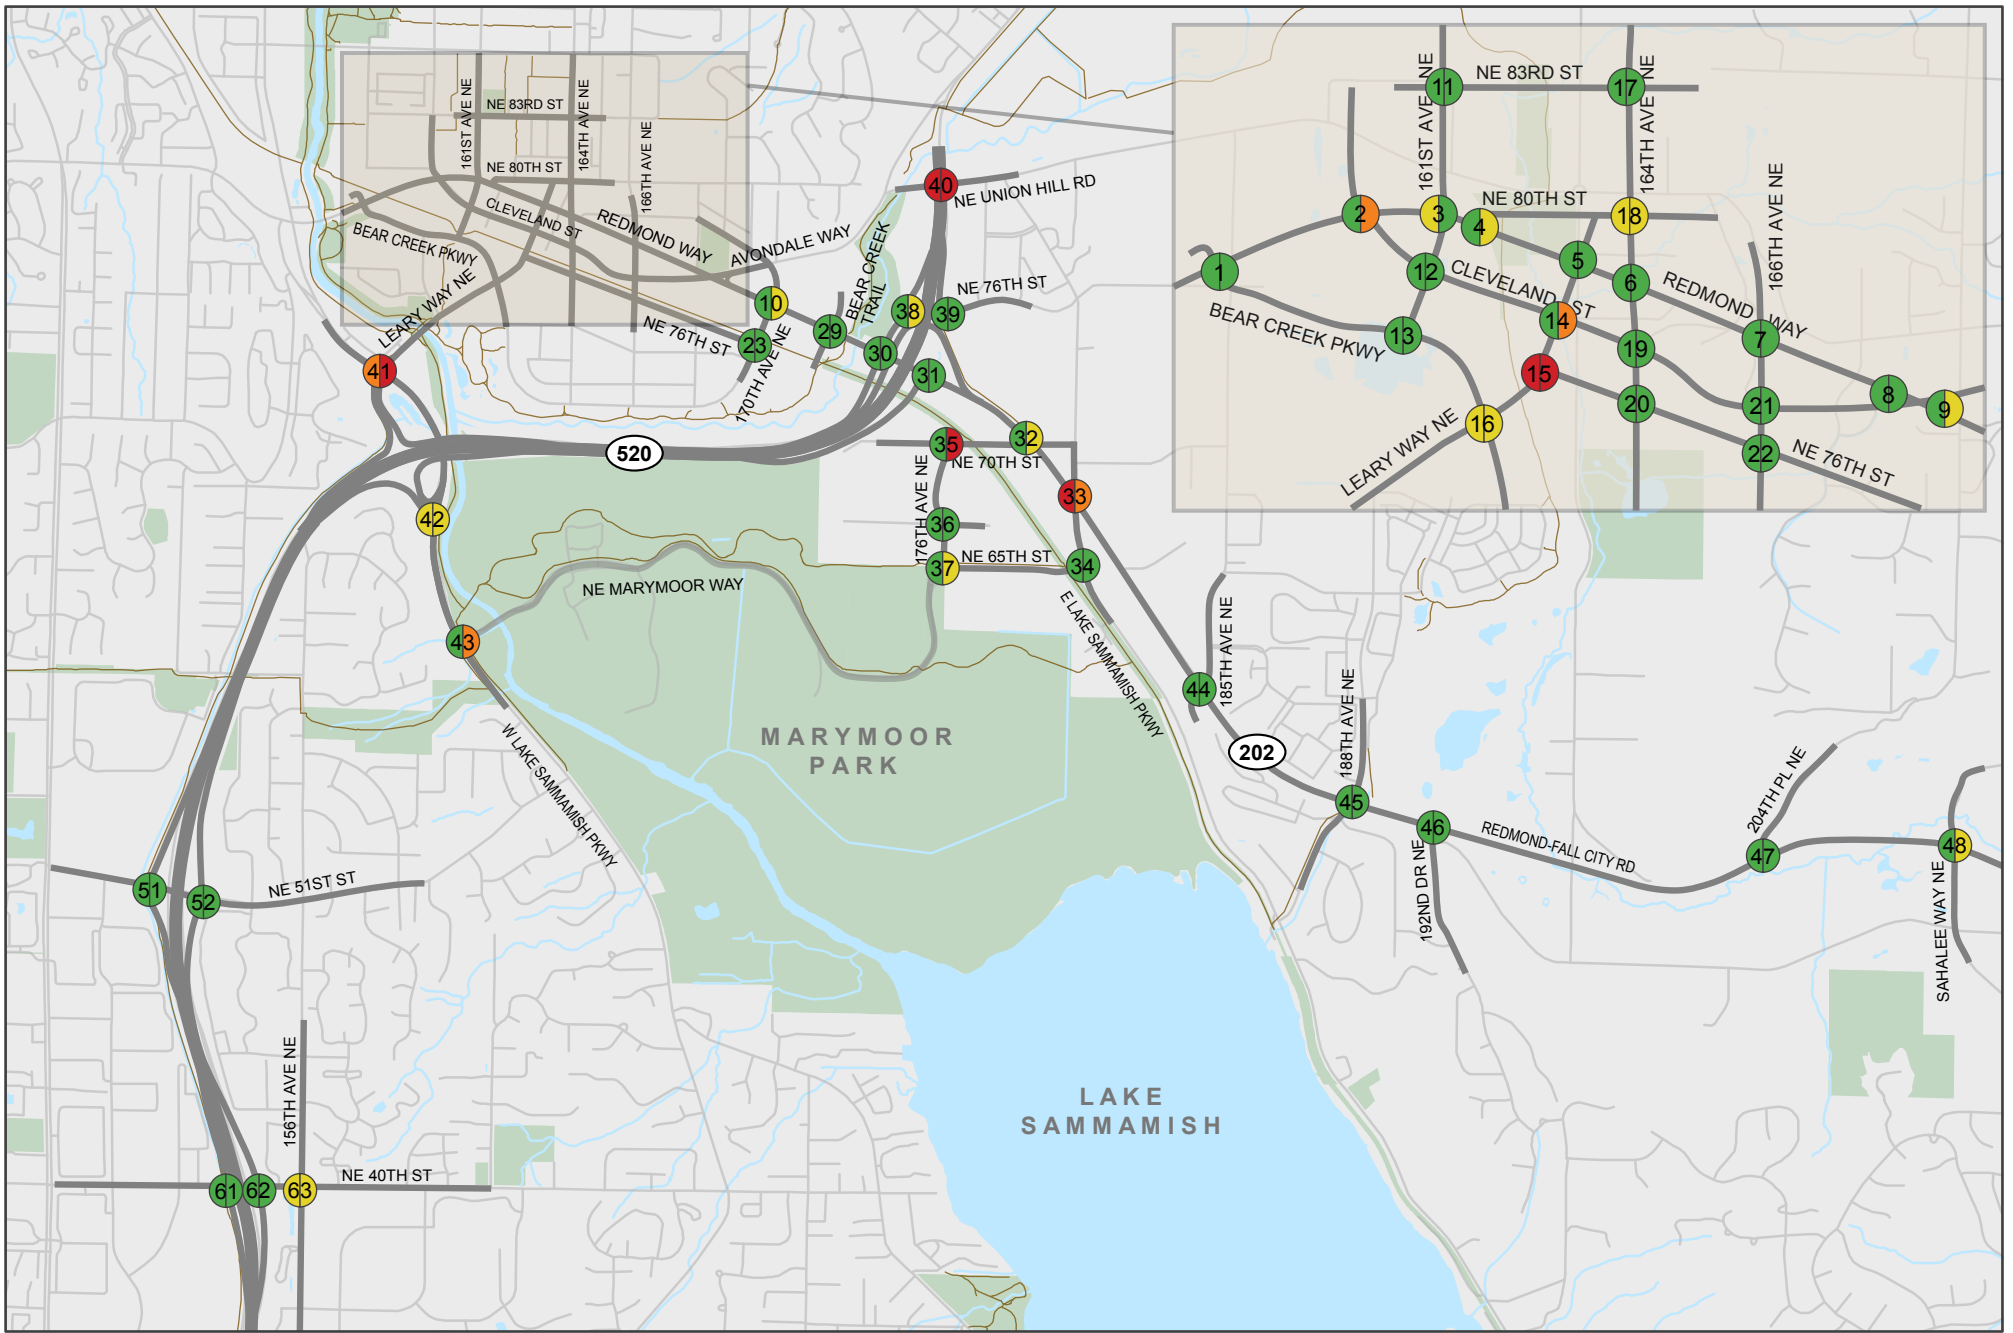 161ST AVE NE
NE 83RD ST
164TH AVE NE
166TH AVE NE
NE 80TH ST
CLEVELAND ST
REDMOND WAY
BEAR CREEK PKWY
AVONDALE WAY
LEARY WAY NE
NE 76TH ST
170TH AVE NE
BEAR CREEK
TRAIL
40
NE UNION HILL RD
NE 76TH ST
10
29
38
39
23
30
31
41
520
35
32
NE 70TH ST
33
176TH AVE NE
36
37
NE 65TH ST
34
42
NE MARYMOOR WAY
43
E LAKE SAMMAMISH PKWY
W LAKE SAMMAMISH PKWY
MARYMOOR
PARK
11
NE 83RD ST
17
161ST AVE NE
164TH AVE NE
166TH AVE NE
2
3
4
NE 80TH ST
18
1
12
CLEVELAND ST
5
6
REDMOND WAY
BEAR CREEK PKWY
13
14
19
7
15
20
21
8
9
16
LEARY WAY NE
22
NE 76TH ST
44
185TH AVE NE
202
188TH AVE NE
45
46
192ND DR NE
REDMOND-FALL CITY RD
204TH PL NE
47
48
SAHALEE WAY NE
51
52
NE 51ST ST
156TH AVE NE
61
62
63
NE 40TH ST
LAKE
SAMMAMISH